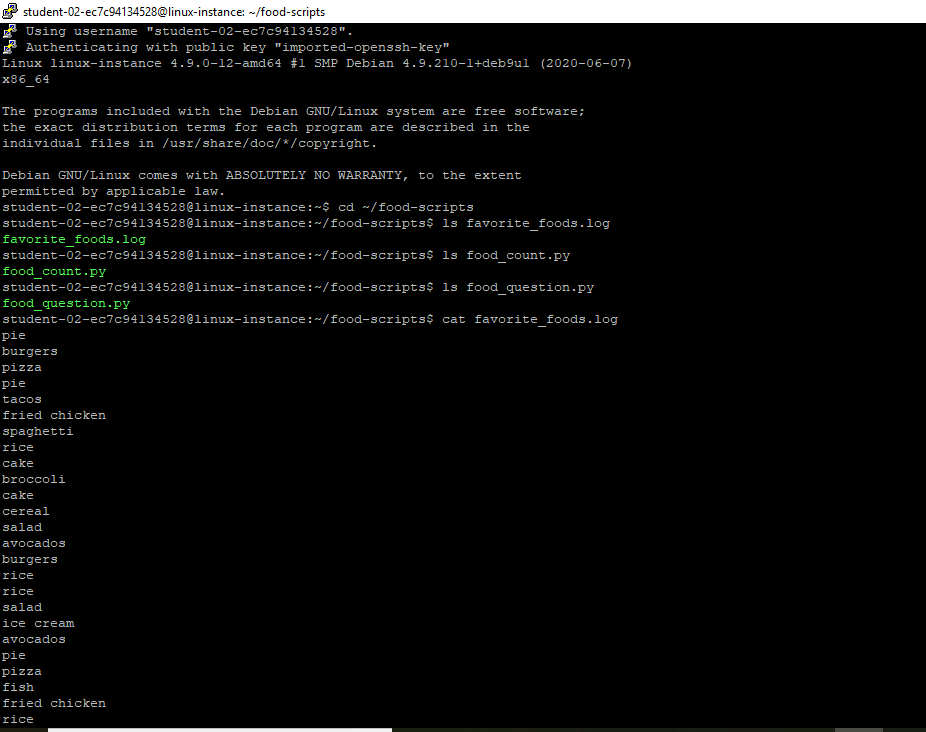 student-02-ec7c94134528@linux-instance: ~/food-scripts
Using username "student-02-ec7c94134528".
Authenticating with public key "imported-openssh-key"
Linux linux-instance 4.9.0-12-amd64 #1 SMP Debian 4.9.210-1+deb9u1 (2020-06-07)
x86_64
The programs included with the Debian GNU/Linux system are free software;
the exact distribution terms for each program are described in the
individual files in /usr/share/doc/*/copyright.
Debian GNU/Linux comes with ABSOLUTELY NO WARRANTY, to the extent
permitted by applicable law.
student-02-ec7c94134528@linux-instance:~$ cd ~/food-scripts
student-02-ec7c94134528@linux-instance:~/food-scripts$ ls favorite_foods.log
favorite_foods.log
student-02-ec7c94134528@linux-instance:~/food-scripts$ ls food_count.py
food_count.py
student-02-ec7c94134528@linux-instance:~/food-scripts$ ls food_question.py
food_question.py
student-02-ec7c94134528@linux-instance:~/food-scripts$ cat favorite_foods.log
pie
burgers
pizza
pie
tacos
fried chicken
spaghetti
rice
cake
broccoli
cake
cereal
salad
avocados
burgers
rice
rice
salad
ice cream
avocados
pie
pizza
fish
fried chicken
rice